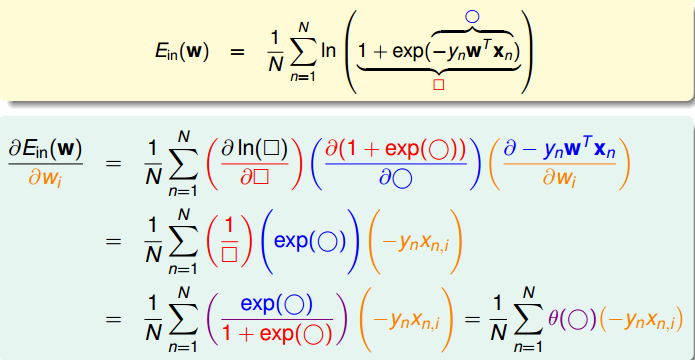 E_in(w) = 1/N ∑_{n=1}^{N} ln ( 1 + exp(−y_n w^T x_n) ) ○ □
∂E_in(w)/∂w_i = 1/N ∑_{n=1}^{N} ( ∂ ln(□)/∂□ ) ( ∂(1 + exp(○))/∂○ ) ( ∂ − y_n w^T x_n/∂w_i )
= 1/N ∑_{n=1}^{N} ( 1/□ ) ( exp(○) ) ( −y_n x_{n,i} )
= 1/N ∑_{n=1}^{N} ( exp(○)/1 + exp(○) ) ( −y_n x_{n,i} ) = 1/N ∑_{n=1}^{N} θ(○)(−y_n x_{n,i})